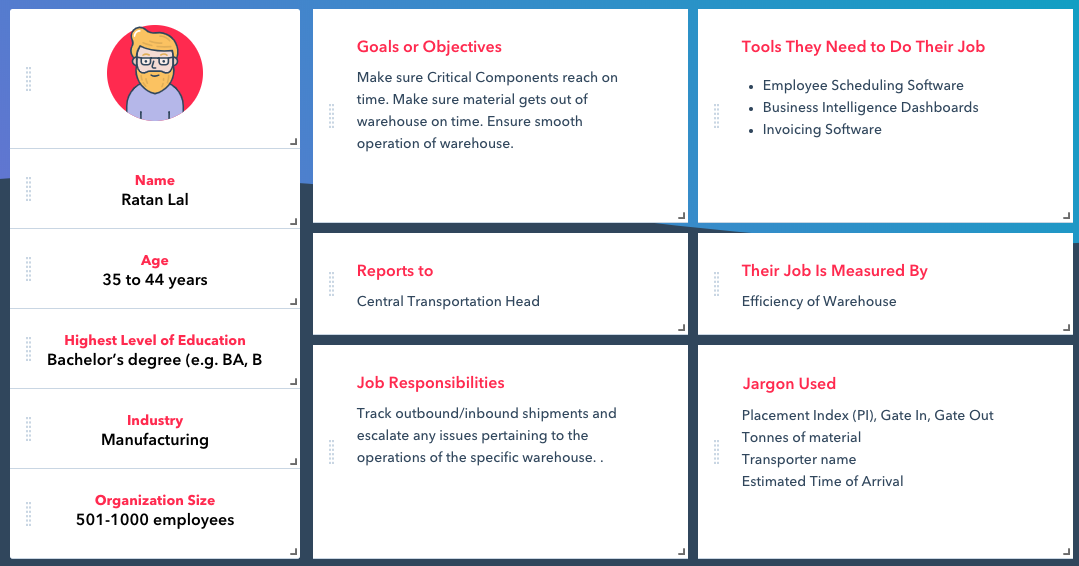 Name
Ratan Lal
Age
35 to 44 years
Highest Level of Education
Bachelor's degree (e.g. BA, B
Industry
Manufacturing
Organization Size
501-1000 employees
Goals or Objectives
Make sure Critical Components reach on
time. Make sure material gets out of
warehouse on time. Ensure smooth
operation of warehouse.
Tools They Need to Do Their Job
• Employee Scheduling Software
• Business Intelligence Dashboards
• Invoicing Software
Reports to
Central Transportation Head
Their Job Is Measured By
Efficiency of Warehouse
Job Responsibilities
Track outbound/inbound shipments and
escalate any issues pertaining to the
operations of the specific warehouse. .
Jargon Used
Placement Index (PI), Gate In, Gate Out
Tonnes of material
Transporter name
Estimated Time of Arrival